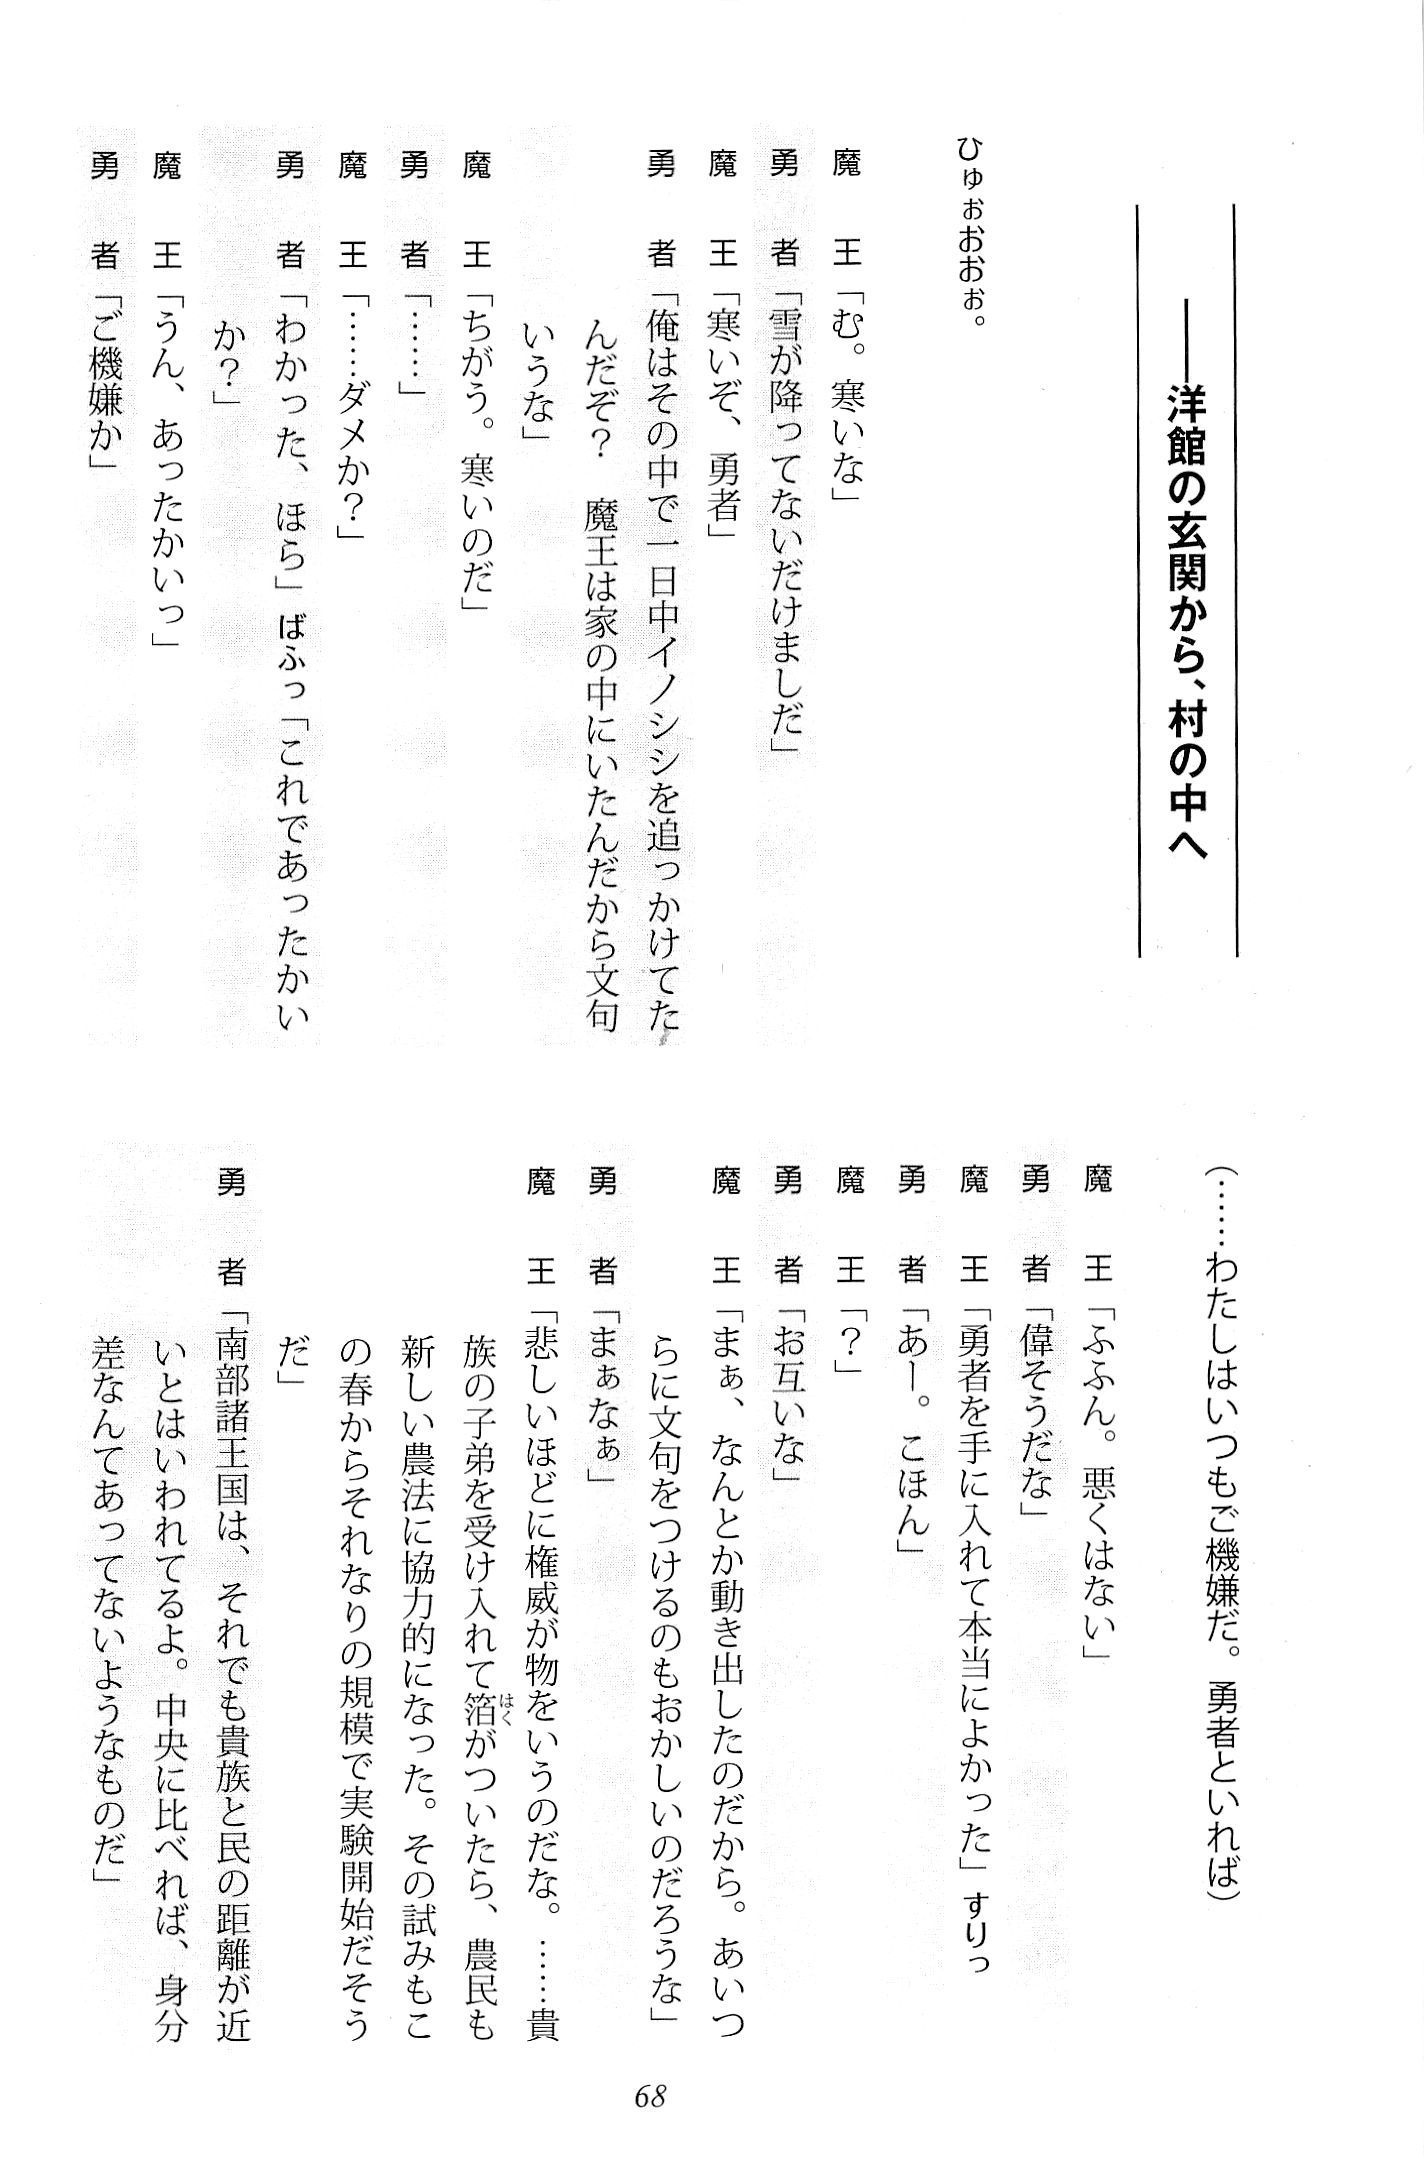 ――洋館の玄関から、村の中へ
ひゅぉおおぉ。
魔王「む。寒いな」
勇者「雪が降ってないだけましだ」
魔王「寒いぞ、勇者」
勇者「俺はその中で一日中イノシシを追っかけてた
んだぞ？　魔王は家の中にいたんだから文句
いうな」
魔王「ちがう。寒いのだ」
勇者「……」
魔王「……ダメか？」
勇者「わかった、ほら」ばふっ「これであったかい
か？」
魔王「うん、あったかいっ」
勇者「ご機嫌か」
（……わたしはいつもご機嫌だ。勇者といれば）
魔王「ふふん。悪くはない」
勇者「偉そうだな」
魔王「勇者を手に入れて本当によかった」すりっ
勇者「あー。こほん」
魔王「？」
勇者「お互いな」
魔王「まぁ、なんとか動き出したのだから。あいつ
らに文句をつけるのもおかしいのだろうな」
勇者「まぁなぁ」
魔王「悲しいほどに権威が物をいうのだな。……貴
族の子弟を受け入れて箔がついたら、農民も
はく
新しい農法に協力的になった。その試みもこ
の春からそれなりの規模で実験開始だそう
だ」
勇者「南部諸王国は、それでも貴族と民の距離が近
いとはいわれてるよ。中央に比べれば、身分
差なんてあってないようなものだ」
68